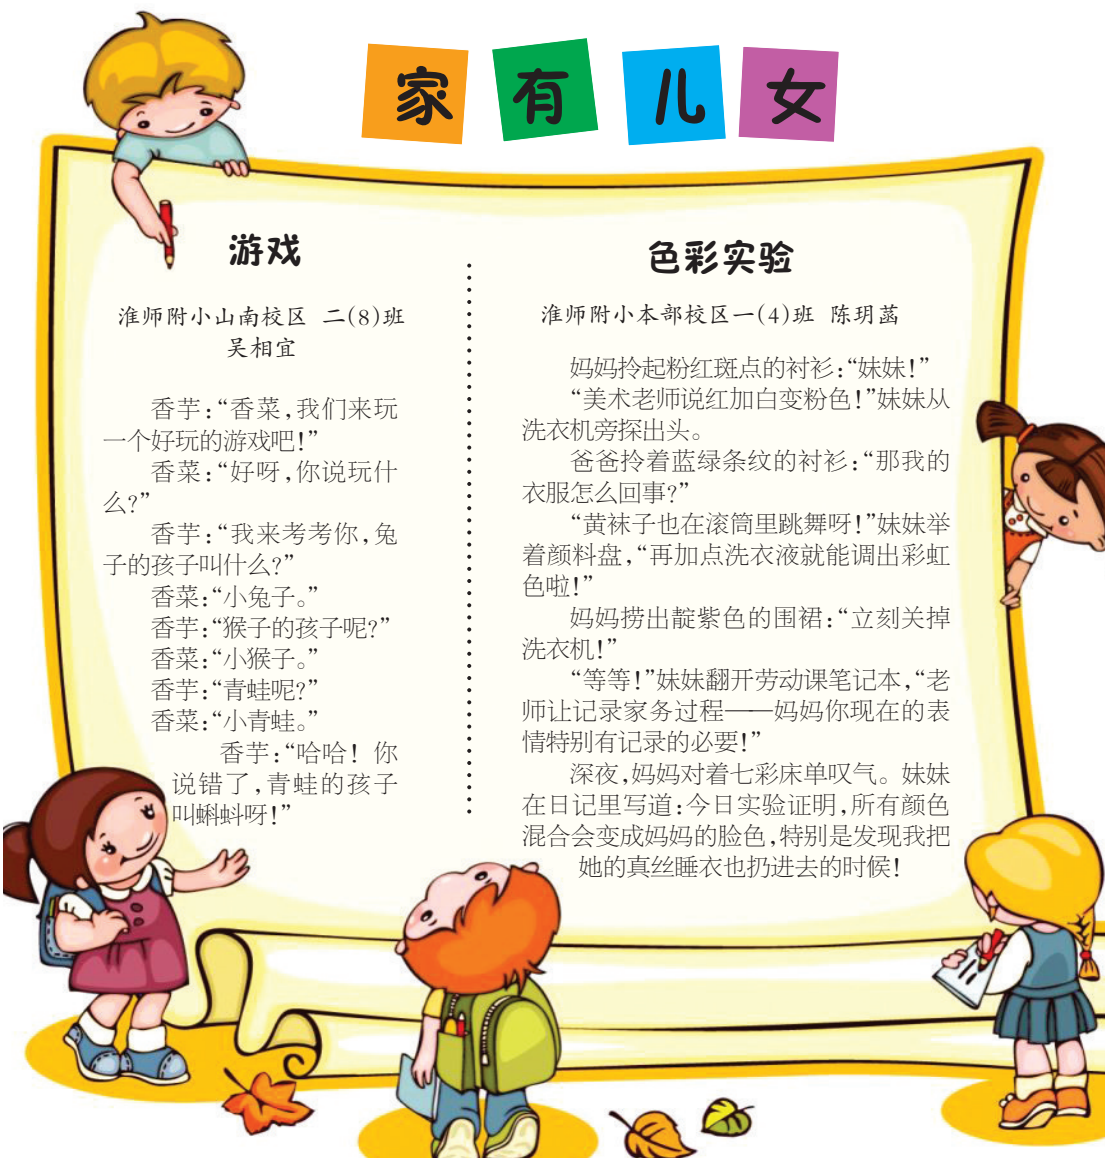 家有儿女
游戏
淮师附小山南校区 二(8)班
吴相宜
香芋:“香菜,我们来玩
一个好玩的游戏吧!”
香菜:“好呀,你说玩什
么?”
香芋:“我来考考你,兔
子的孩子叫什么?”
香菜:“小兔子。”
香芋:“猴子的孩子呢?”
香菜:“小猴子。”
香芋:“青蛙呢?”
香菜:“小青蛙。”
香芋:“哈哈! 你
说错了,青蛙的孩子
叫蝌蚪呀!”
色彩实验
淮师附小本部校区一(4)班 陈玥菡
妈妈拎起粉红斑点的衬衫:“妹妹!”
“美术老师说红加白变粉色!”妹妹从
洗衣机旁探出头。
爸爸拎着蓝绿条纹的衬衫:“那我的
衣服怎么回事?”
“黄袜子也在滚筒里跳舞呀!”妹妹举
着颜料盘,“再加点洗衣液就能调出彩虹
色啦!”
妈妈捞出靛紫色的围裙:“立刻关掉
洗衣机!”
“等等!”妹妹翻开劳动课笔记本,“老
师让记录家务过程——妈妈你现在的表
情特别有记录的必要!”
深夜,妈妈对着七彩床单叹气。妹妹
在日记里写道:今日实验证明,所有颜色
混合会变成妈妈的脸色,特别是发现我把
她的真丝睡衣也扔进去的时候!